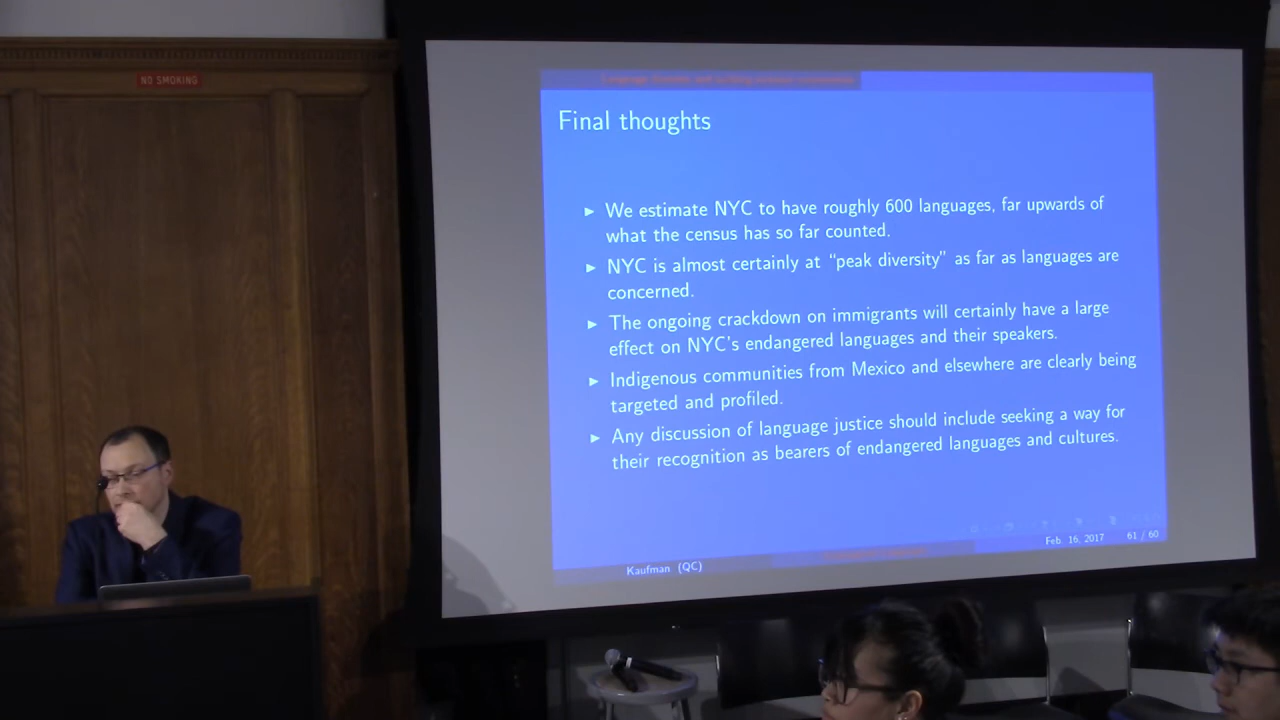 NO SMOKING
Final thoughts
► We estimate NYC to have roughly 600 languages, far upwards of
what the census has so far counted.
► NYC is almost certainly at “peak diversity” as far as languages are
concerned.
► The ongoing crackdown on immigrants will certainly have a large
effect on NYC's endangered languages and their speakers.
► Indigenous communities from Mexico and elsewhere are clearly being
targeted and profiled.
► Any discussion of language justice should include seeking a way for
their recognition as bearers of endangered languages and cultures.
Kaufman (QC) Feb. 16, 2017 61 / 60